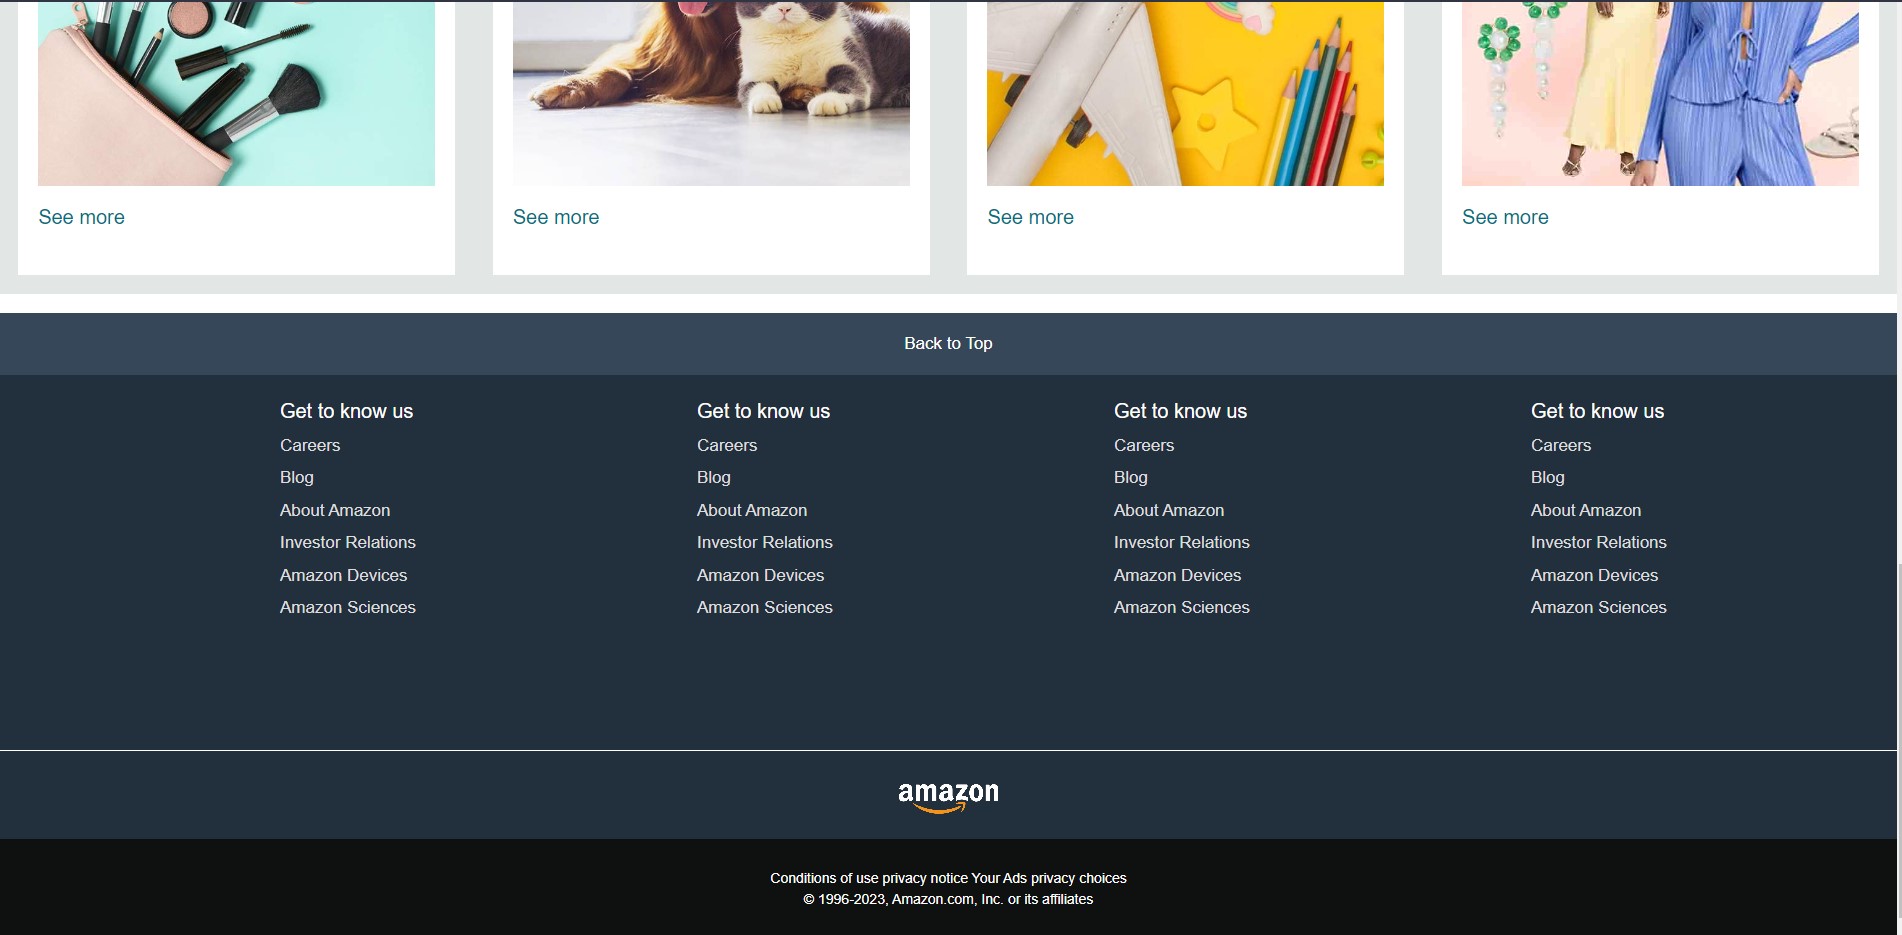 See more See more See more See more
Back to Top
Get to know us Get to know us Get to know us Get to know us
Careers Careers Careers Careers
Blog Blog Blog Blog
About Amazon About Amazon About Amazon About Amazon
Investor Relations Investor Relations Investor Relations Investor Relations
Amazon Devices Amazon Devices Amazon Devices Amazon Devices
Amazon Sciences Amazon Sciences Amazon Sciences Amazon Sciences
amazon
Conditions of use privacy notice Your Ads privacy choices
© 1996-2023, Amazon.com, Inc. or its affiliates